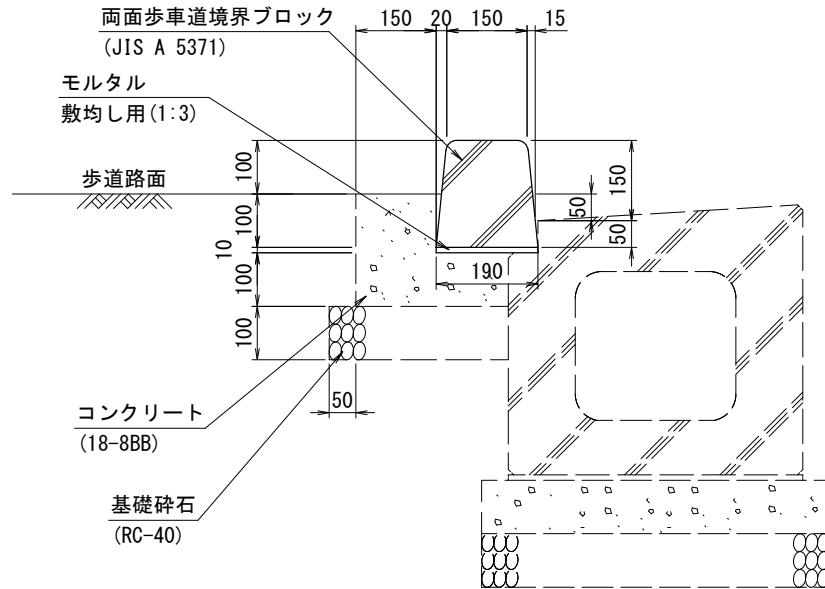 両面歩車道境界ブロック
(JIS A 5371)
150
20
150
15
モルタル
敷均し用(1:3)
歩道路面
100
100
10
100
100
150
50
50
190
50
コンクリート
(18-8BB)
基礎砕石
(RC-40)